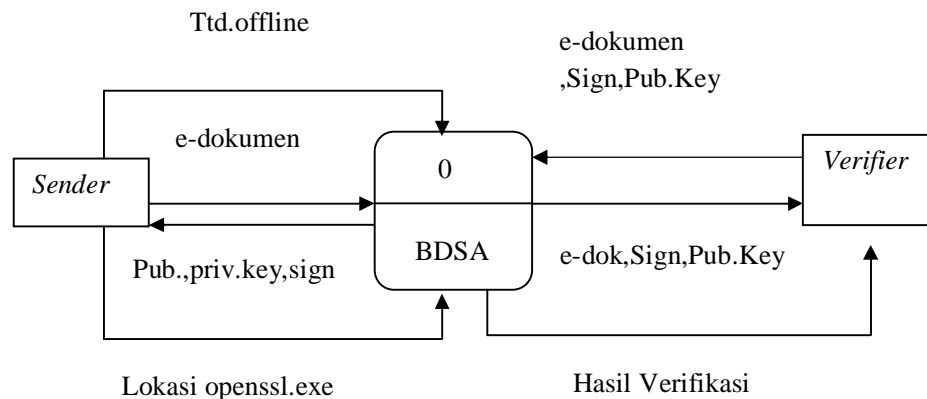 Ttd.offline
e-dokumen
,Sign,Pub.Key
e-dokumen
0
Sender
Verifier
BDSA
Pub.,priv.key,sign
e-dok,Sign,Pub.Key
Lokasi openssl.exe
Hasil Verifikasi